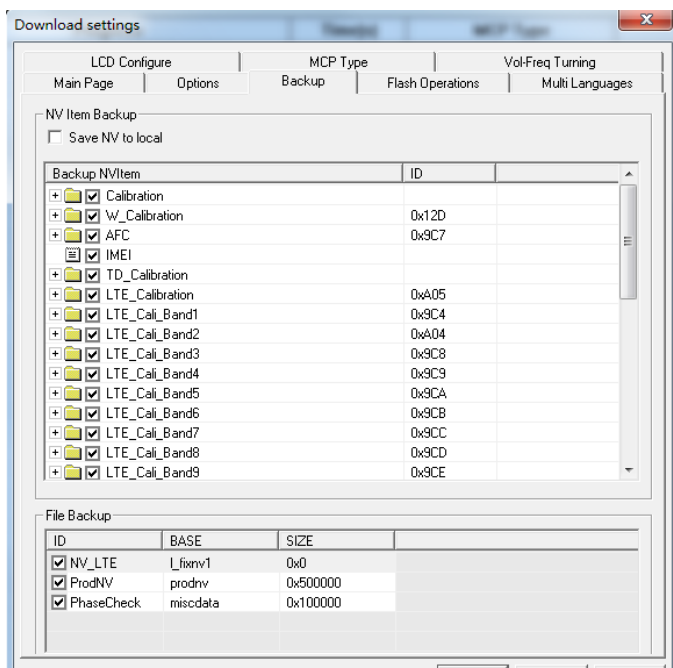 Download settings
LCD Configure MCP Type Vol-Freq Turning
Main Page Options Backup Flash Operations Multi Languages
NV Item Backup
Save NV to local
Backup NVItem ID
Calibration
W_Calibration 0x12D
AFC 0x9C7
IMEI
TD_Calibration
LTE_Calibration 0xA05
LTE_Cali_Band1 0x9C4
LTE_Cali_Band2 0xA04
LTE_Cali_Band3 0x9C8
LTE_Cali_Band4 0x9C9
LTE_Cali_Band5 0x9CA
LTE_Cali_Band6 0x9CB
LTE_Cali_Band7 0x9CC
LTE_Cali_Band8 0x9CD
LTE_Cali_Band9 0x9CE
File Backup
ID BASE SIZE
NV_LTE l_fixnv1 0x0
ProdNV prodnv 0x500000
PhaseCheck miscdata 0x100000